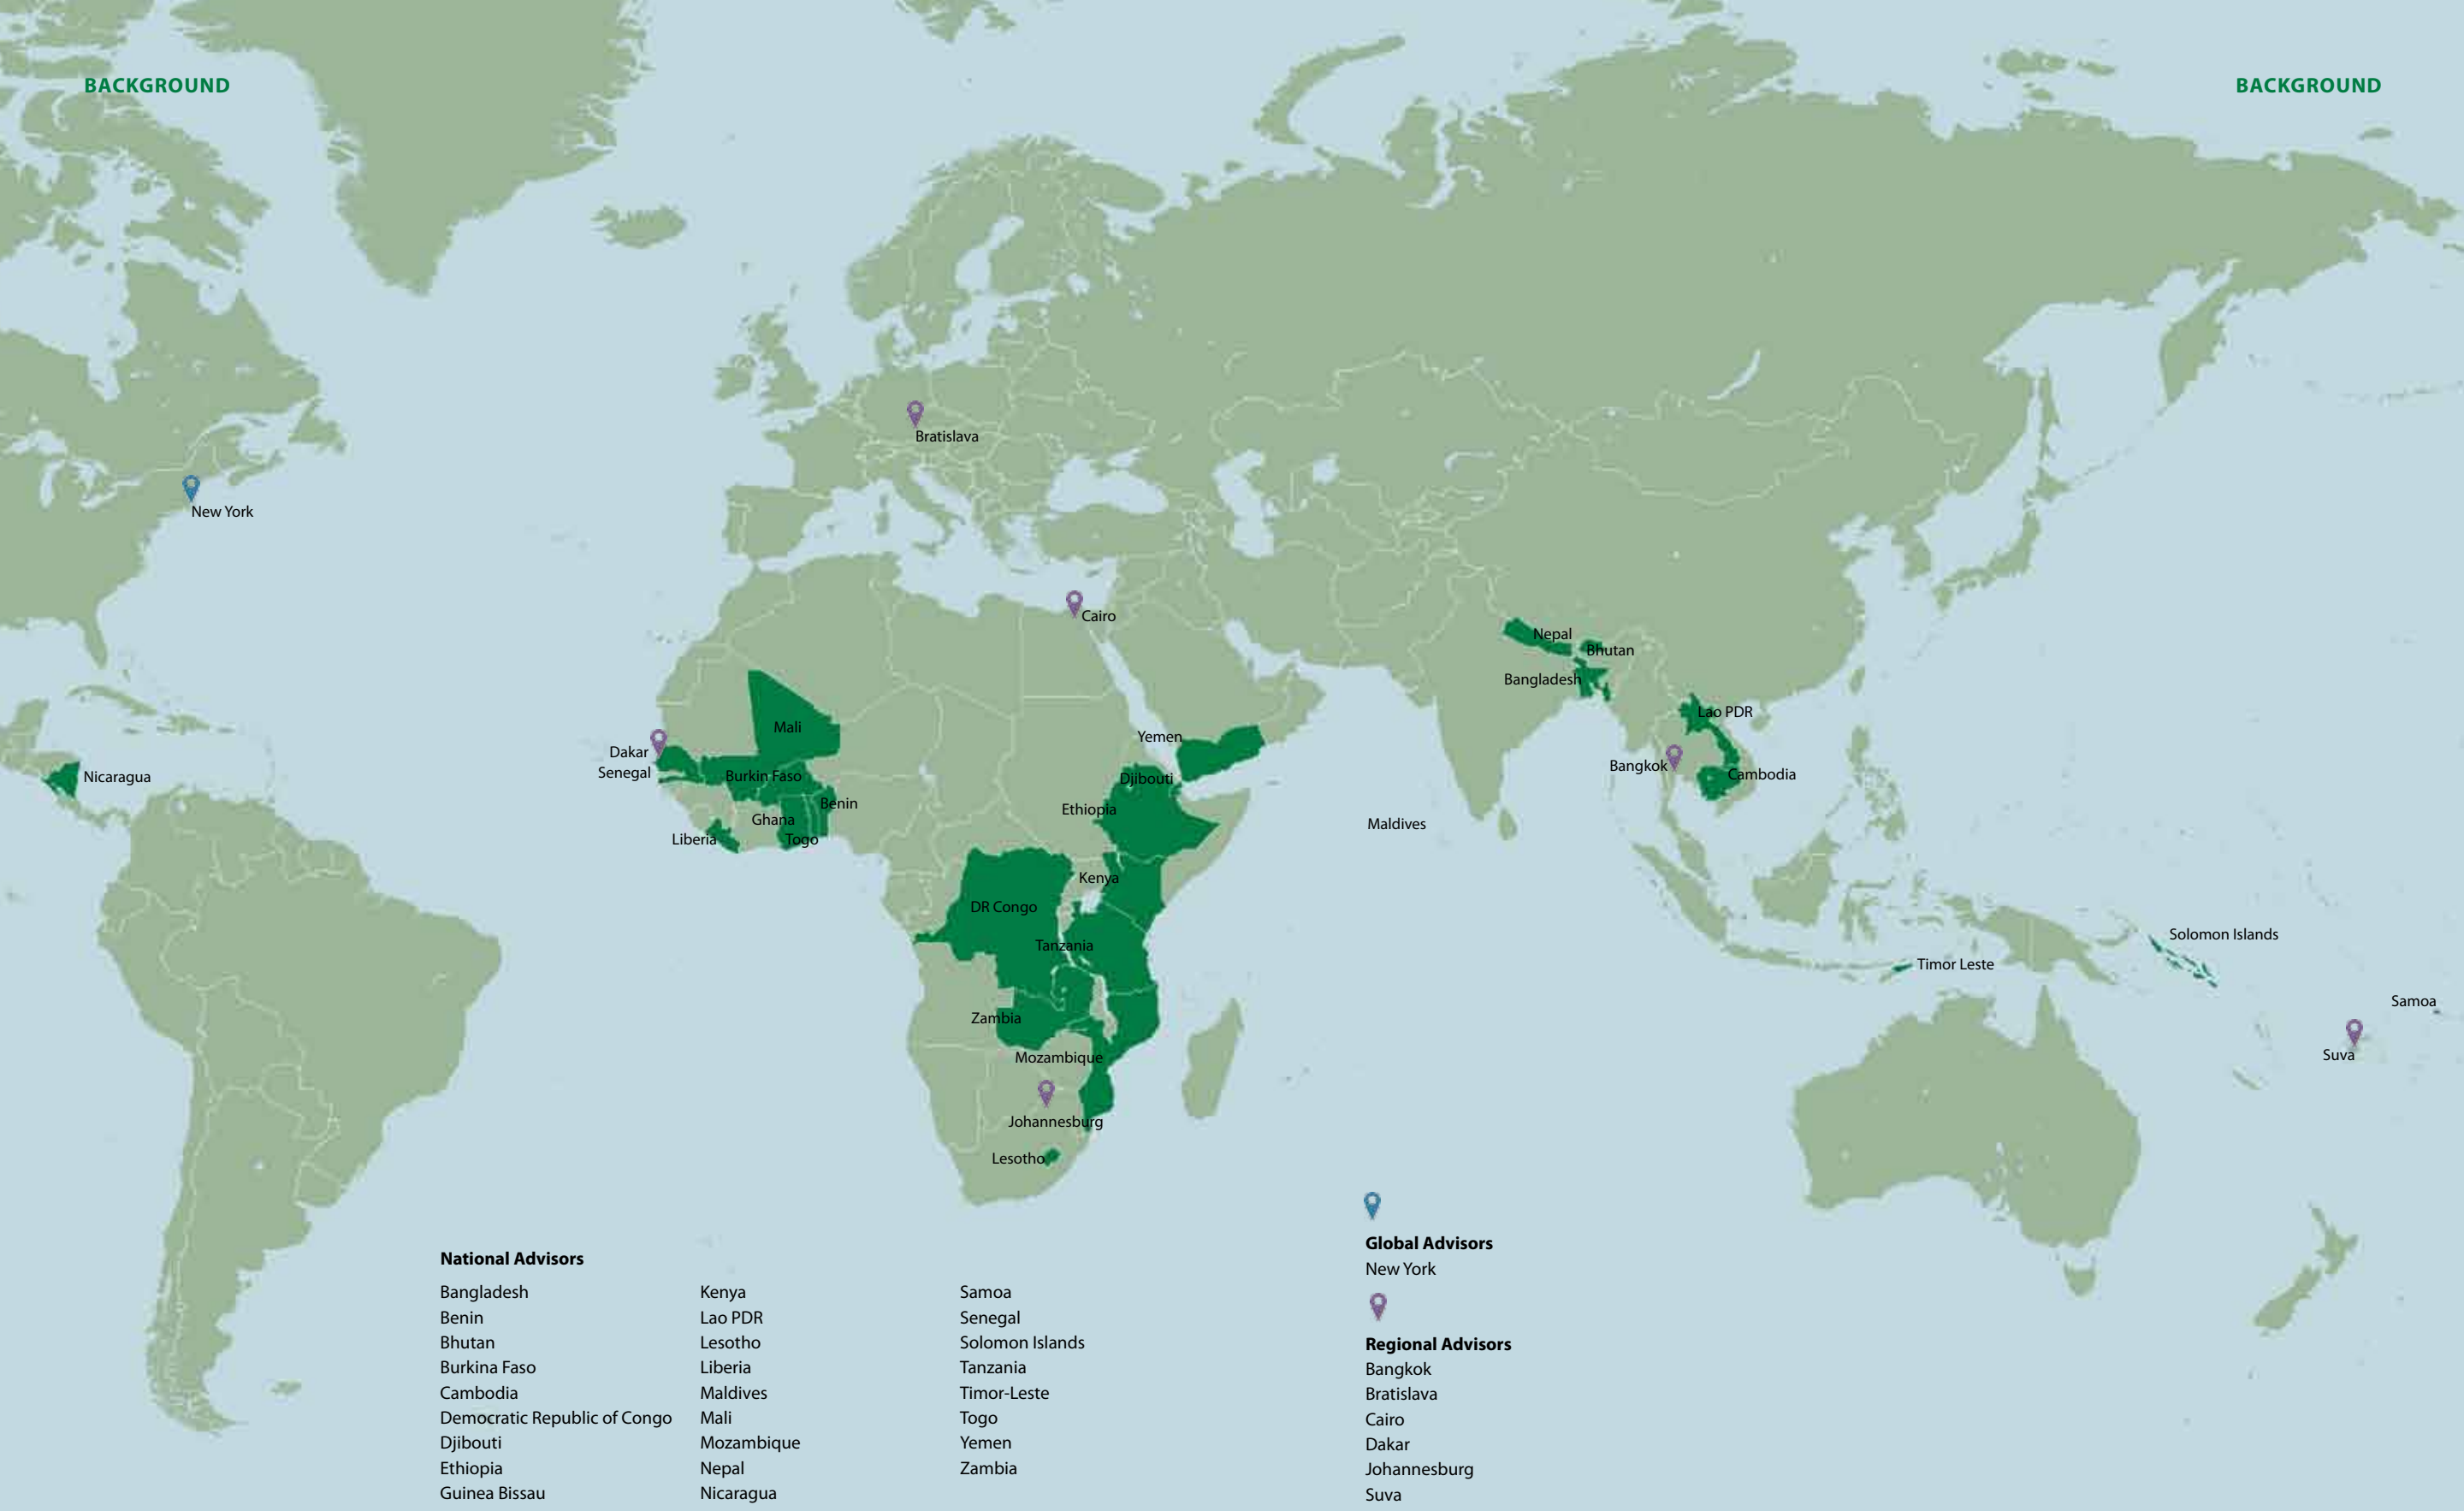 BACKGROUND
BACKGROUND
Bratislava
New York
Cairo
Nepal
Bhutan
Bangladesh
Lao PDR
Mali
Yemen
Dakar
Senegal
Bangkok
Cambodia
Nicaragua
Burkin Faso
Djibouti
Benin
Ethiopia
Ghana
Maldives
Liberia
Togo
Kenya
DR Congo
Solomon Islands
Tanzania
Timor Leste
Samoa
Zambia
Suva
Mozambique
Johannesburg
Lesotho
National Advisors
Bangladesh
Benin
Bhutan
Burkina Faso
Cambodia
Democratic Republic of Congo
Djibouti
Ethiopia
Guinea Bissau
Kenya
Lao PDR
Lesotho
Liberia
Maldives
Mali
Mozambique
Nepal
Nicaragua
Samoa
Senegal
Solomon Islands
Tanzania
Timor-Leste
Togo
Yemen
Zambia
Global Advisors
New York
Regional Advisors
Bangkok
Bratislava
Cairo
Dakar
Johannesburg
Suva